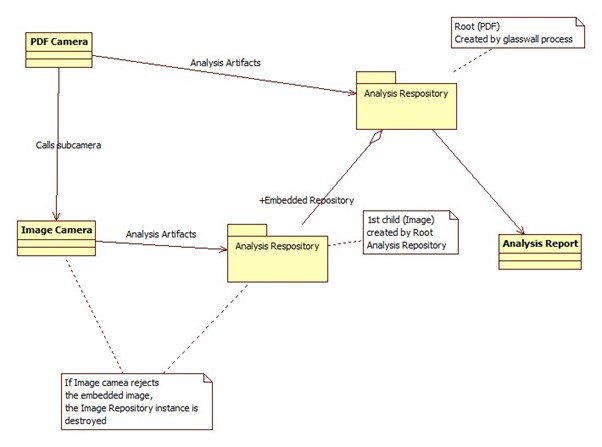 Root (PDF)
Created by glasswall process
PDF Camera
Analysis Artifacts
Analysis Respository
Calls subcamera
+Embedded Repository
1st child (Image)
created by Root
Analysis Repository
Image Camera
Analysis Artifacts
Analysis Respository
Analysis Report
If Image camea rejects
the embedded image,
the Image Repository instance is
destroyed